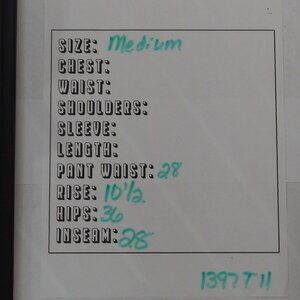 SIZE: Medium
CHEST:
WAIST:
SHOULDERS:
SLEEVE:
LENGTH:
PANT WAIST: 28
RISE: 10 1/2
HIPS: 36
INSEAM: 28
1397 T 11